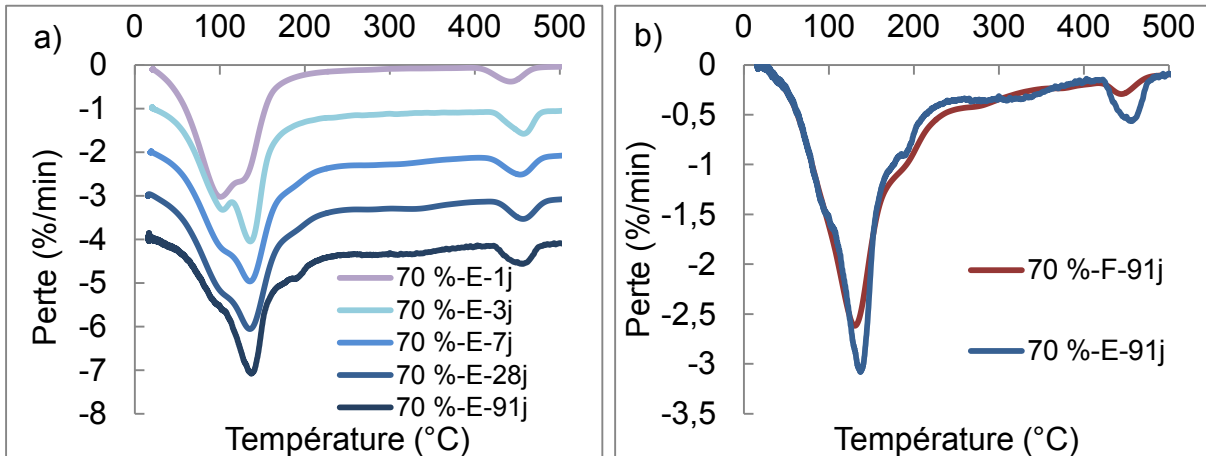 a)
0 100 200 300 400 500
0
-1
-2
-3
-4
-5
-6
-7
-8
Perte (%/min)
Température (°C)
70 %-E-1j
70 %-E-3j
70 %-E-7j
70 %-E-28j
70 %-E-91j
b)
0 100 200 300 400 500
0
-0,5
-1
-1,5
-2
-2,5
-3
-3,5
Perte (%/min)
Température (°C)
70 %-F-91j
70 %-E-91j